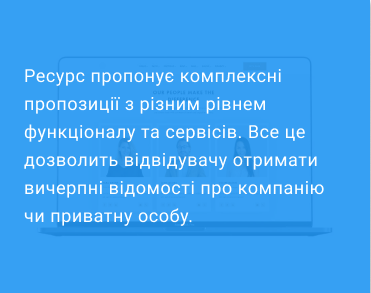 Ресурс пропонує комплексні
пропозиції з різним рівнем
функціоналу та сервісів. Все це
дозволить відвідувачу отримати
вичерпні відомості про компанію
чи приватну особу.